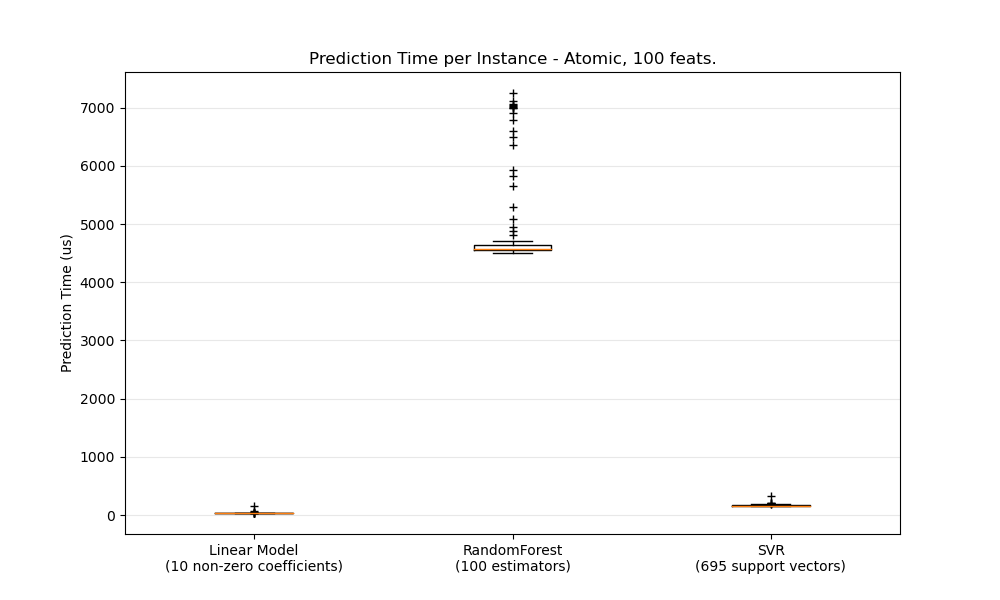 Prediction Time per Instance - Atomic, 100 feats.
Prediction Time (us)
7000
6000
5000
4000
3000
2000
1000
0
Linear Model
(10 non-zero coefficients)
RandomForest
(100 estimators)
SVR
(695 support vectors)